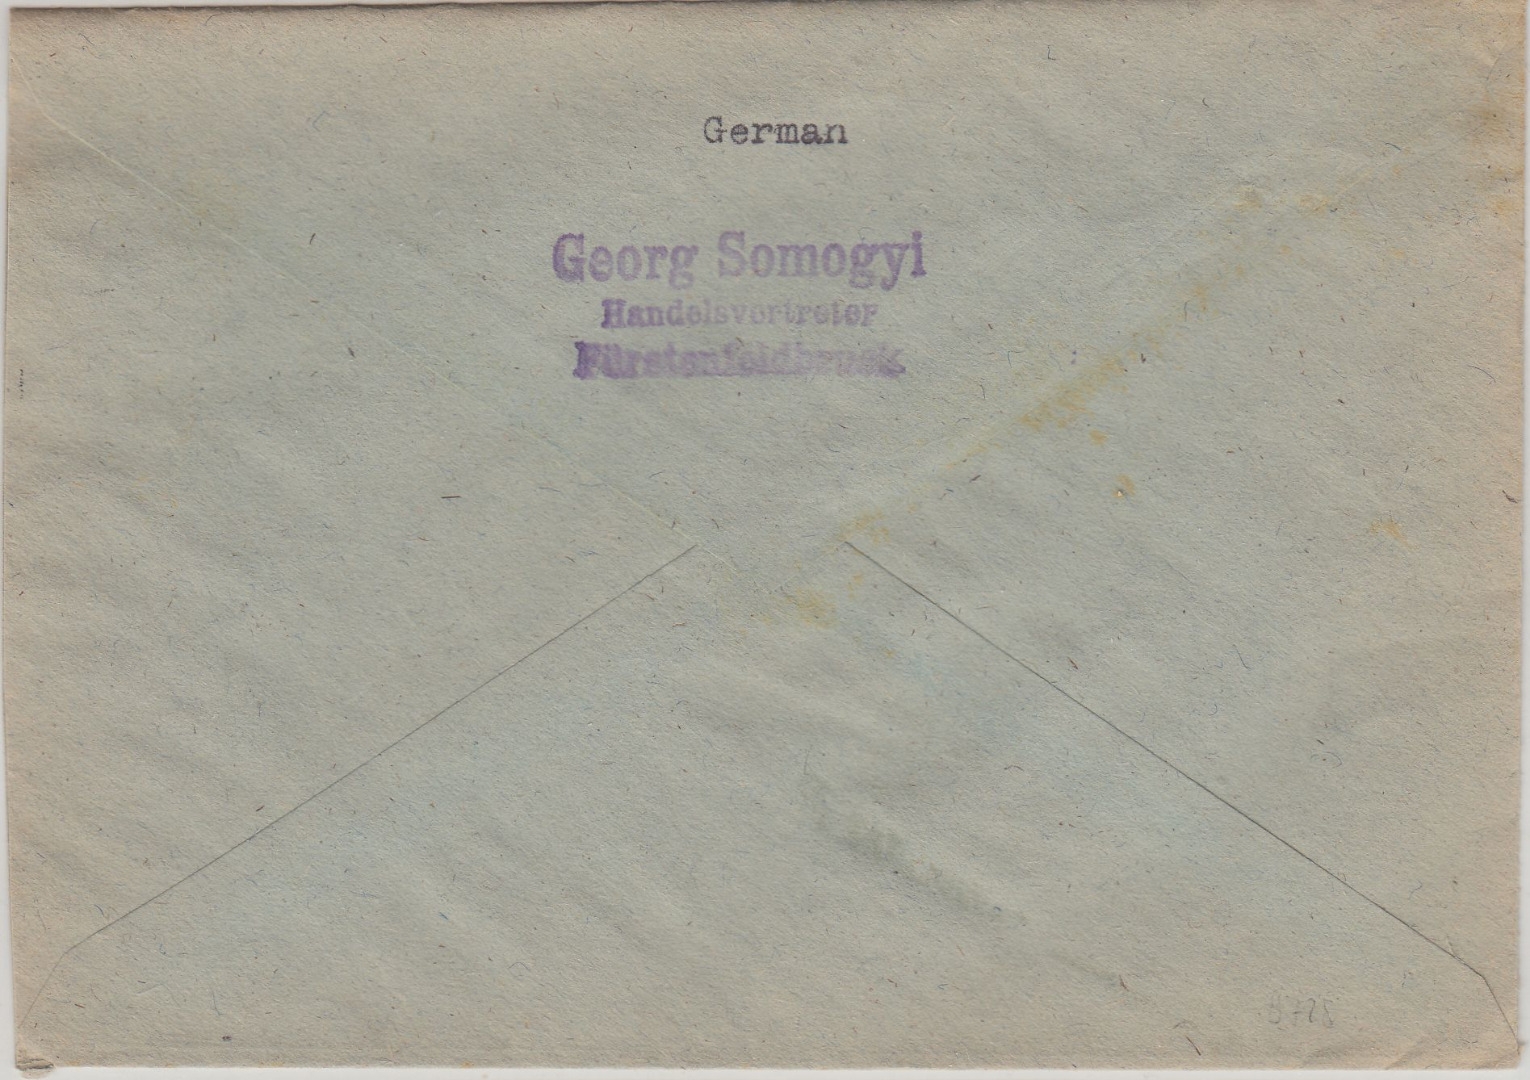 German
Georg Somogyi
Handelsvertreter
Fürstenfeldbruck